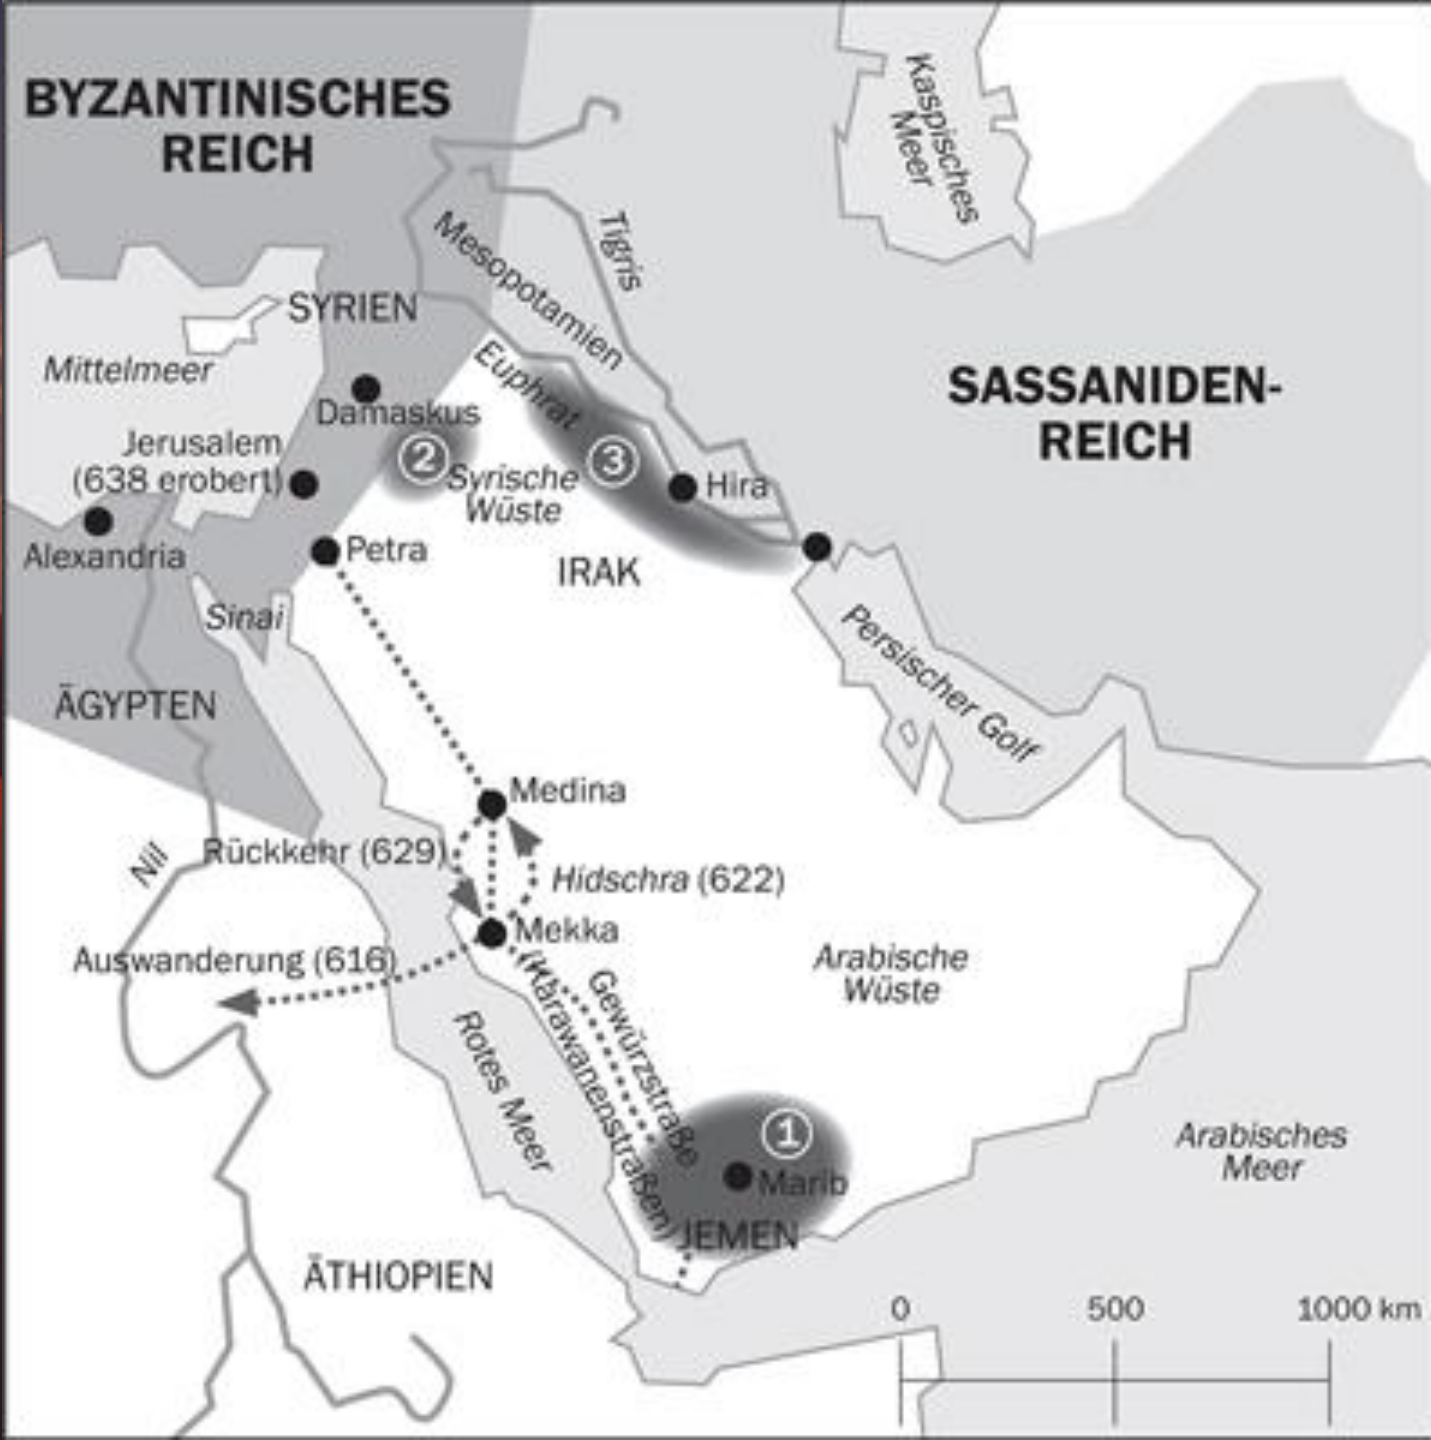 BYZANTINISCHES
REICH
Kaspisches
Meer
Tigris
Mesopotamien
SYRIEN
Mittelmeer
Euphrat
SASSANIDEN-
REICH
Damaskus
Jerusalem
(638 erobert)
2
3
Syrische
Wüste
Hira
Alexandria
Petra
IRAK
Sinai
Persischer Golf
ÄGYPTEN
Medina
Nil
Rückkehr (629)
Hidschra (622)
Mekka
Auswanderung (616)
Arabische
Wüste
Gewürzstraße
(Karawanenstraßen)
Rotes Meer
1
Marib
JEMEN
Arabisches
Meer
ÄTHIOPIEN
0 500 1000 km